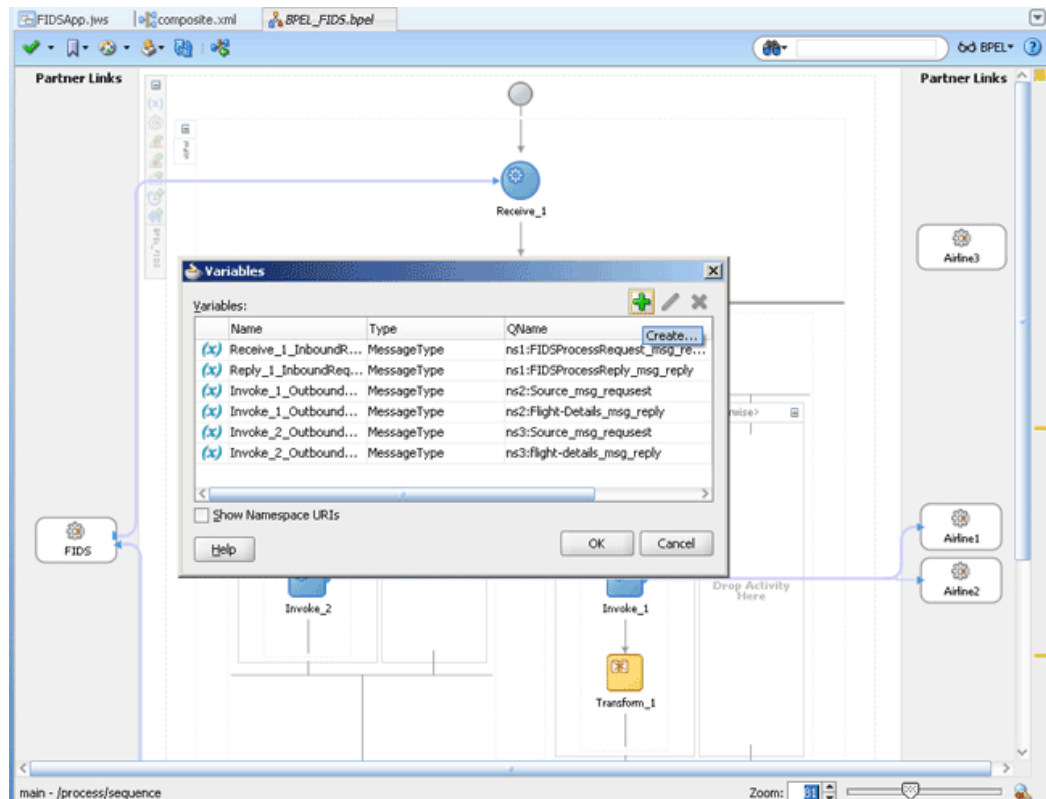 FIDSApp.jws composite.xml BPEL_FIDS.bpel
BPEL
Partner Links Partner Links
Receive_1
Airline3
Variables
Variables:
Create...
Name Type QName
(x) Receive_1_InboundR... MessageType ns1:FIDSProcessRequest_msg_re...
(x) Reply_1_InboundReq... MessageType ns1:FIDSProcessReply_msg_reply
(x) Invoke_1_Outbound... MessageType ns2:Source_msg_requsest
(x) Invoke_1_Outbound... MessageType ns2:Flight-Details_msg_reply
(x) Invoke_2_Outbound... MessageType ns3:Source_msg_requsest
(x) Invoke_2_Outbound... MessageType ns3:flight-details_msg_reply
Show Namespace URIs
Help OK Cancel
FIDS
Airline1
Airline2
Drop Activity
Here
Invoke_2 Invoke_1
Transform_1
main - /process/sequence Zoom: 81